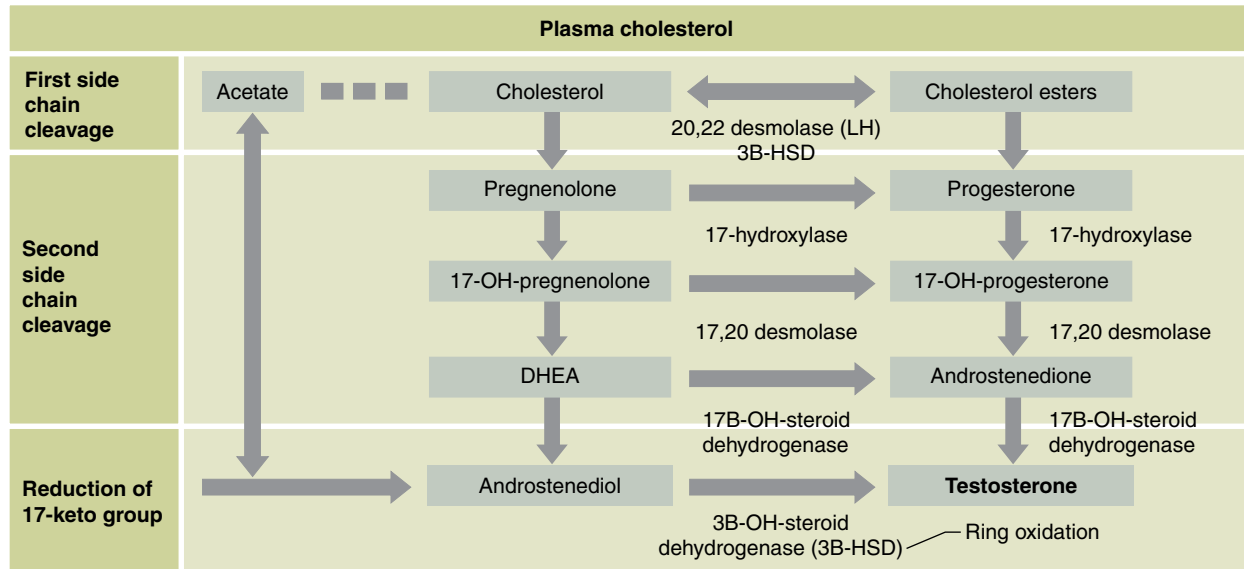 Plasma cholesterol
First side
chain
cleavage
Acetate
Cholesterol
Cholesterol esters
20,22 desmolase (LH)
3B-HSD
Second
side
chain
cleavage
Pregnenolone
Progesterone
17-hydroxylase
17-hydroxylase
17-OH-pregnenolone
17-OH-progesterone
17,20 desmolase
17,20 desmolase
DHEA
Androstenedione
17B-OH-steroid
dehydrogenase
17B-OH-steroid
dehydrogenase
Reduction of
17-keto group
Androstenediol
Testosterone
3B-OH-steroid
dehydrogenase (3B-HSD)
Ring oxidation